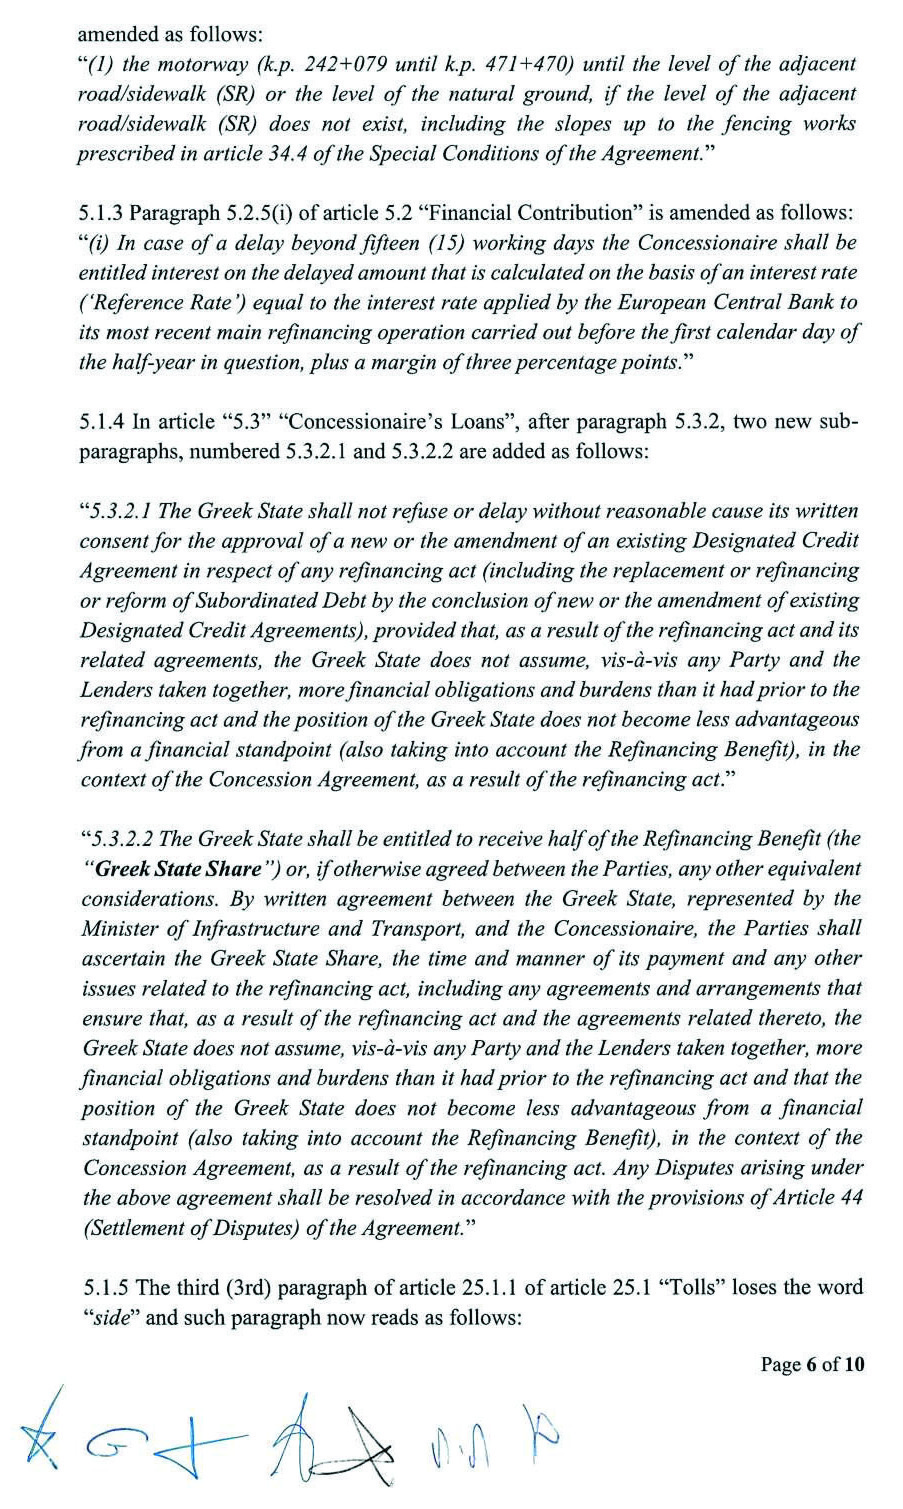 amended as follows:
“(1) the motorway (k.p. 242+079 until k.p. 471+470) until the level of the adjacent
road/sidewalk (SR) or the level of the natural ground, if the level of the adjacent
road/sidewalk (SR) does not exist, including the slopes up to the fencing works
prescribed in article 34.4 of the Special Conditions of the Agreement.”
5.1.3 Paragraph 5.2.5(i) of article 5.2 “Financial Contribution” is amended as follows:
“(i) In case of a delay beyond fifteen (15) working days the Concessionaire shall be
entitled interest on the delayed amount that is calculated on the basis of an interest rate
(‘Reference Rate’) equal to the interest rate applied by the European Central Bank to
its most recent main refinancing operation carried out before the first calendar day of
the half-year in question, plus a margin of three percentage points.”
5.1.4 In article “5.3” “Concessionaire’s Loans”, after paragraph 5.3.2, two new sub-
paragraphs, numbered 5.3.2.1 and 5.3.2.2 are added as follows:
“5.3.2.1 The Greek State shall not refuse or delay without reasonable cause its written
consent for the approval of a new or the amendment of an existing Designated Credit
Agreement in respect of any refinancing act (including the replacement or refinancing
or reform of Subordinated Debt by the conclusion of new or the amendment of existing
Designated Credit Agreements), provided that, as a result of the refinancing act and its
related agreements, the Greek State does not assume, vis-à-vis any Party and the
Lenders taken together, more financial obligations and burdens than it had prior to the
refinancing act and the position of the Greek State does not become less advantageous
from a financial standpoint (also taking into account the Refinancing Benefit), in the
context of the Concession Agreement, as a result of the refinancing act.”
“5.3.2.2 The Greek State shall be entitled to receive half of the Refinancing Benefit (the
“Greek State Share”) or, if otherwise agreed between the Parties, any other equivalent
considerations. By written agreement between the Greek State, represented by the
Minister of Infrastructure and Transport, and the Concessionaire, the Parties shall
ascertain the Greek State Share, the time and manner of its payment and any other
issues related to the refinancing act, including any agreements and arrangements that
ensure that, as a result of the refinancing act and the agreements related thereto, the
Greek State does not assume, vis-à-vis any Party and the Lenders taken together, more
financial obligations and burdens than it had prior to the refinancing act and that the
position of the Greek State does not become less advantageous from a financial
standpoint (also taking into account the Refinancing Benefit), in the context of the
Concession Agreement, as a result of the refinancing act. Any Disputes arising under
the above agreement shall be resolved in accordance with the provisions of Article 44
(Settlement of Disputes) of the Agreement.”
5.1.5 The third (3rd) paragraph of article 25.1.1 of article 25.1 “Tolls” loses the word
“side” and such paragraph now reads as follows:
Page 6 of 10